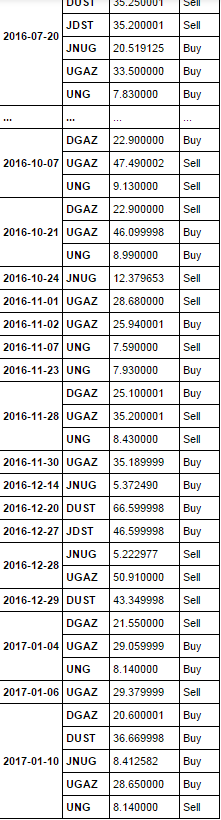 DUST 35.250001 Sell
2016-07-20 JDST 35.200001 Sell
JNUG 20.519125 Buy
UGAZ 33.500000 Sell
UNG 7.830000 Buy
... ... ... ...
2016-10-07 DGAZ 22.900000 Buy
UGAZ 47.490002 Sell
UNG 9.130000 Sell
2016-10-21 DGAZ 22.900000 Sell
UGAZ 46.099998 Buy
UNG 8.990000 Buy
2016-10-24 JNUG 12.379653 Sell
2016-11-01 UGAZ 28.680000 Sell
2016-11-02 UGAZ 25.940001 Buy
2016-11-07 UNG 7.590000 Sell
2016-11-23 UNG 7.930000 Buy
2016-11-28 DGAZ 25.100001 Buy
UGAZ 35.200001 Sell
UNG 8.430000 Sell
2016-11-30 UGAZ 35.189999 Buy
2016-12-14 JNUG 5.372490 Buy
2016-12-20 DUST 66.599998 Buy
2016-12-27 JDST 46.599998 Buy
2016-12-28 JNUG 5.222977 Sell
UGAZ 50.910000 Sell
2016-12-29 DUST 43.349998 Sell
2017-01-04 DGAZ 21.550000 Sell
UGAZ 29.059999 Buy
UNG 8.140000 Buy
2017-01-06 UGAZ 29.379999 Sell
2017-01-10 DGAZ 20.600001 Buy
DUST 36.669998 Buy
JNUG 8.412582 Buy
UGAZ 28.650000 Buy
UNG 8.140000 Sell